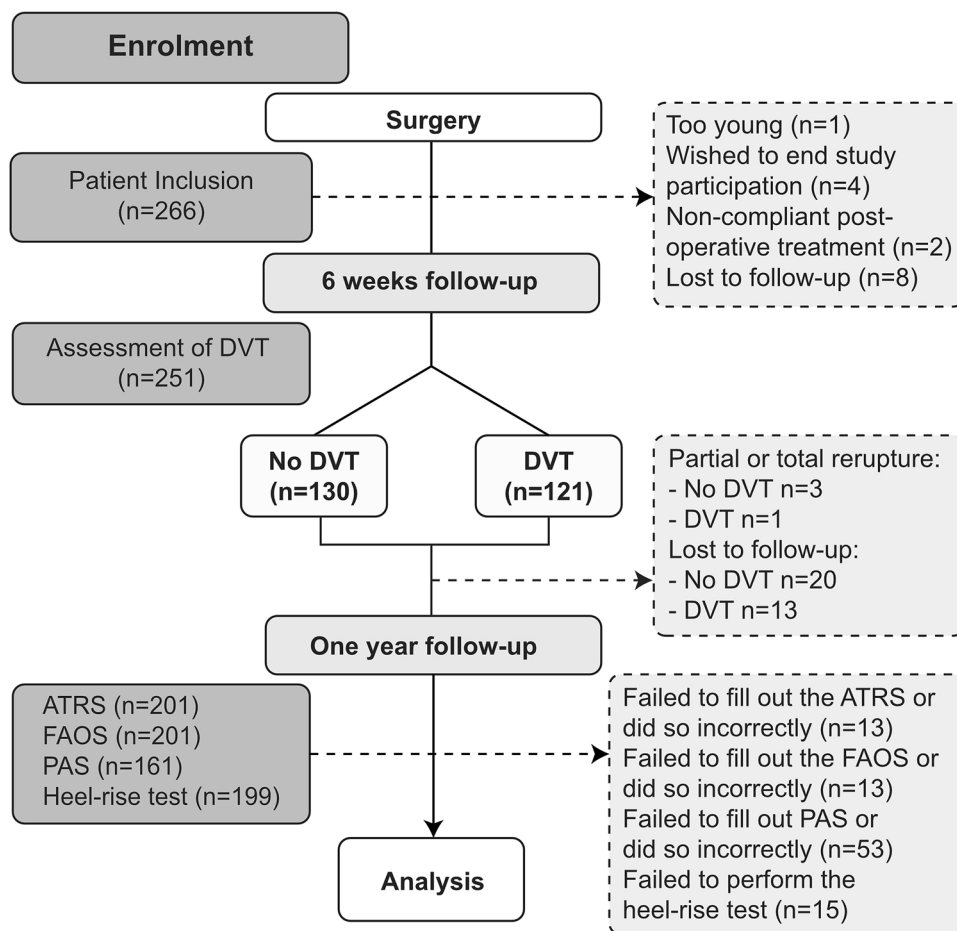 Enrolment
Surgery
Patient Inclusion
(n=266)
Too young (n=1)
Wished to end study
participation (n=4)
Non-compliant post-
operative treatment (n=2)
Lost to follow-up (n=8)
6 weeks follow-up
Assessment of DVT
(n=251)
No DVT
(n=130)
DVT
(n=121)
Partial or total rerupture:
- No DVT n=3
- DVT n=1
Lost to follow-up:
- No DVT n=20
- DVT n=13
One year follow-up
ATRS (n=201)
FAOS (n=201)
PAS (n=161)
Heel-rise test (n=199)
Failed to fill out the ATRS or
did so incorrectly (n=13)
Failed to fill out the FAOS or
did so incorrectly (n=13)
Failed to fill out PAS or
did so incorrectly (n=53)
Failed to perform the
heel-rise test (n=15)
Analysis